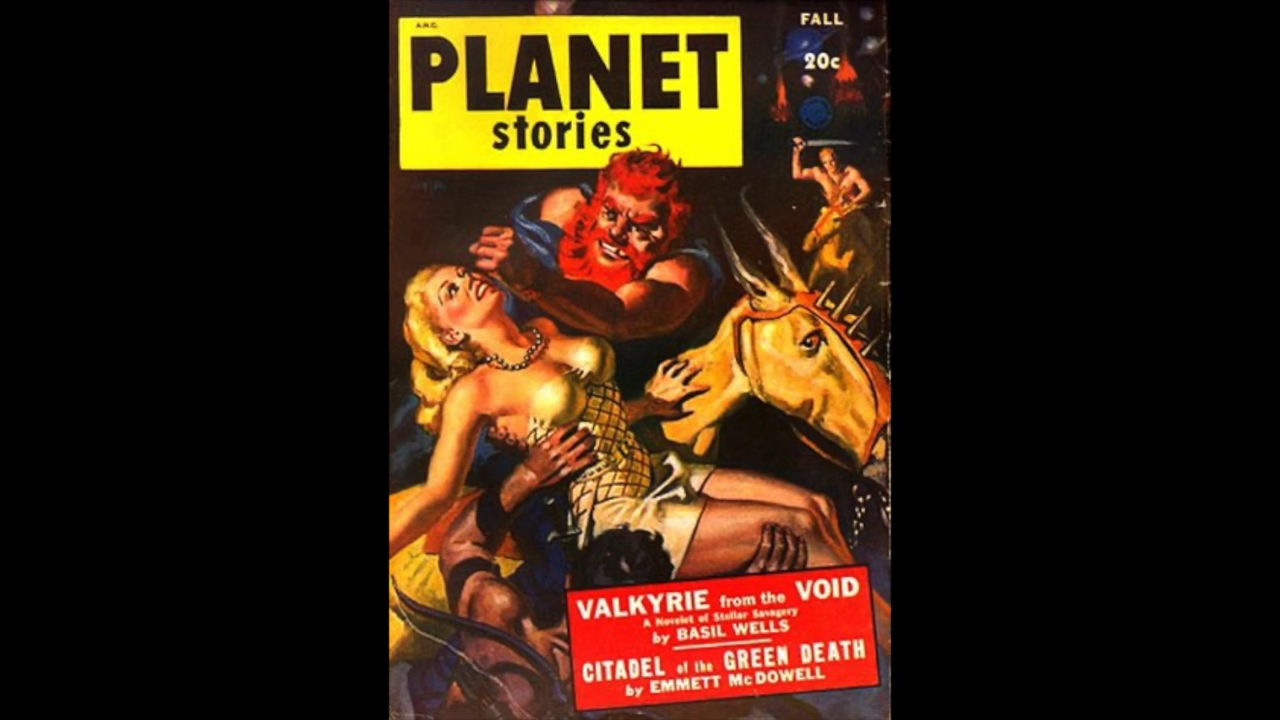 A.N.C.
PLANET
stories
FALL
20c
VALKYRIE from the VOID
A Novelet of Stellar Savagery
by BASIL WELLS
CITADEL of the GREEN DEATH
by EMMETT McDOWELL